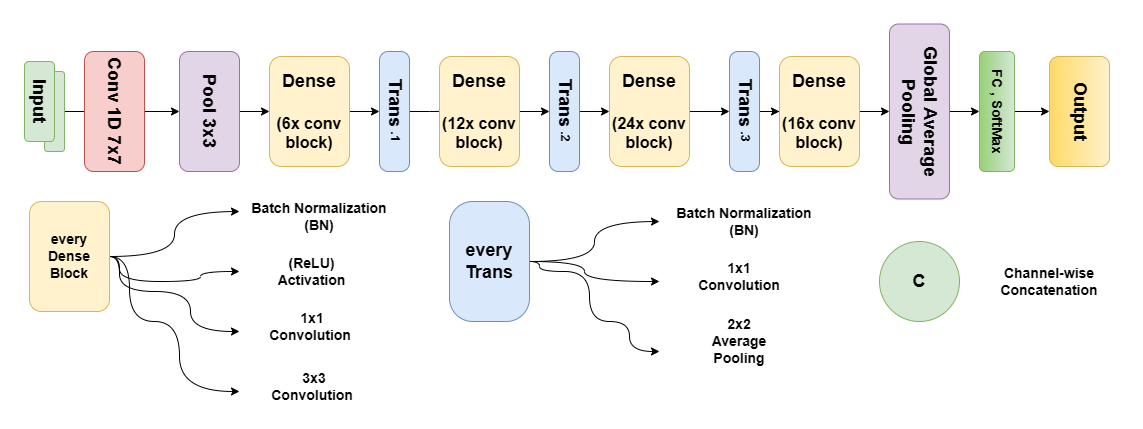 Input
Conv 1D 7x7
Pool 3x3
Dense
(6x conv
block)
Trans .1
Dense
(12x conv
block)
Trans .2
Dense
(24x conv
block)
Trans .3
Dense
(16x conv
block)
Global Average
Pooling
FC , SoftMax
Output
every
Dense
Block
Batch Normalization
(BN)
(ReLU)
Activation
1x1
Convolution
3x3
Convolution
every
Trans
Batch Normalization
(BN)
1x1
Convolution
2x2
Average
Pooling
C
Channel-wise
Concatenation